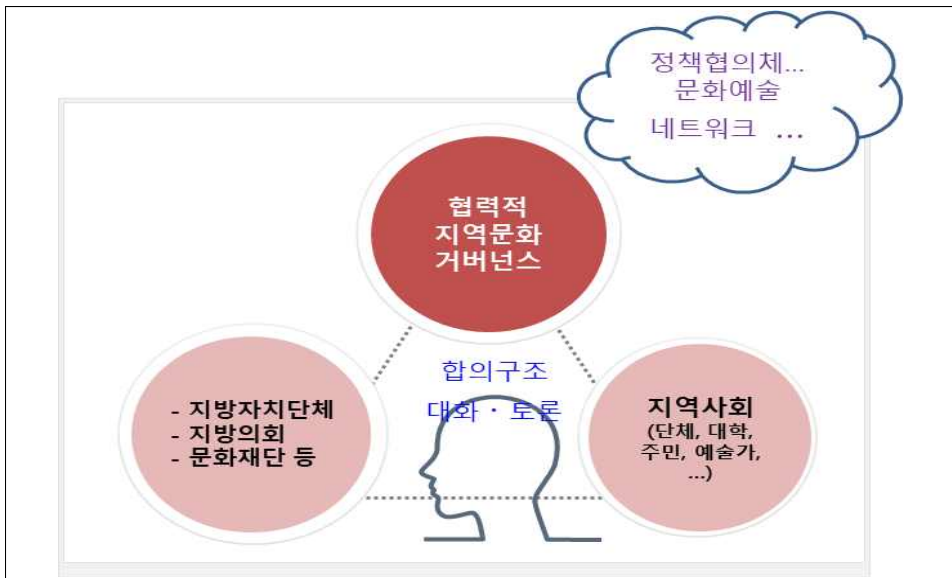 정책협의체...
문화예술
네트워크 ...
협력적
지역문화
거버넌스
합의구조
대화 · 토론
- 지방자치단체
- 지방의회
- 문화재단 등
지역사회
(단체, 대학,
주민, 예술가,
...)